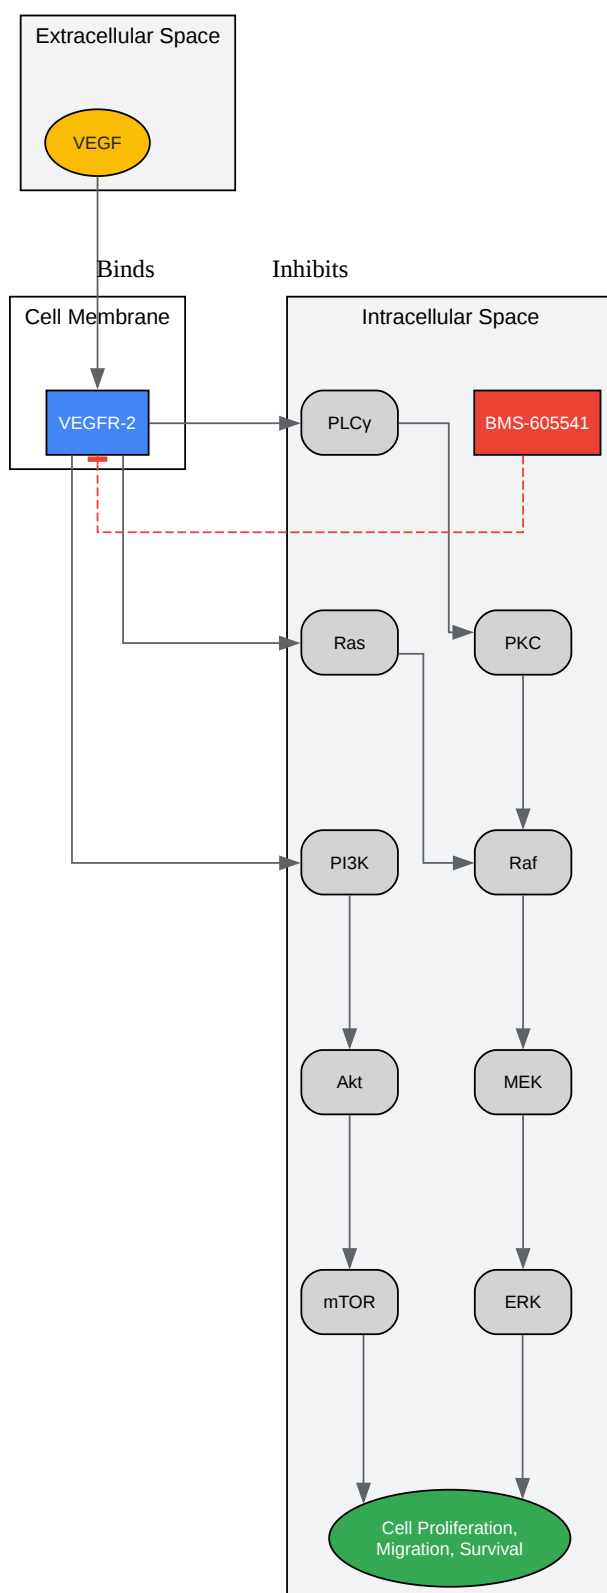 Extracellular Space
VEGF
Binds
Inhibits
Cell Membrane
Intracellular Space
VEGFR-2
PLCγ
BMS-605541
Ras
PKC
PI3K
Raf
Akt
MEK
mTOR
ERK
Cell Proliferation,
Migration, Survival